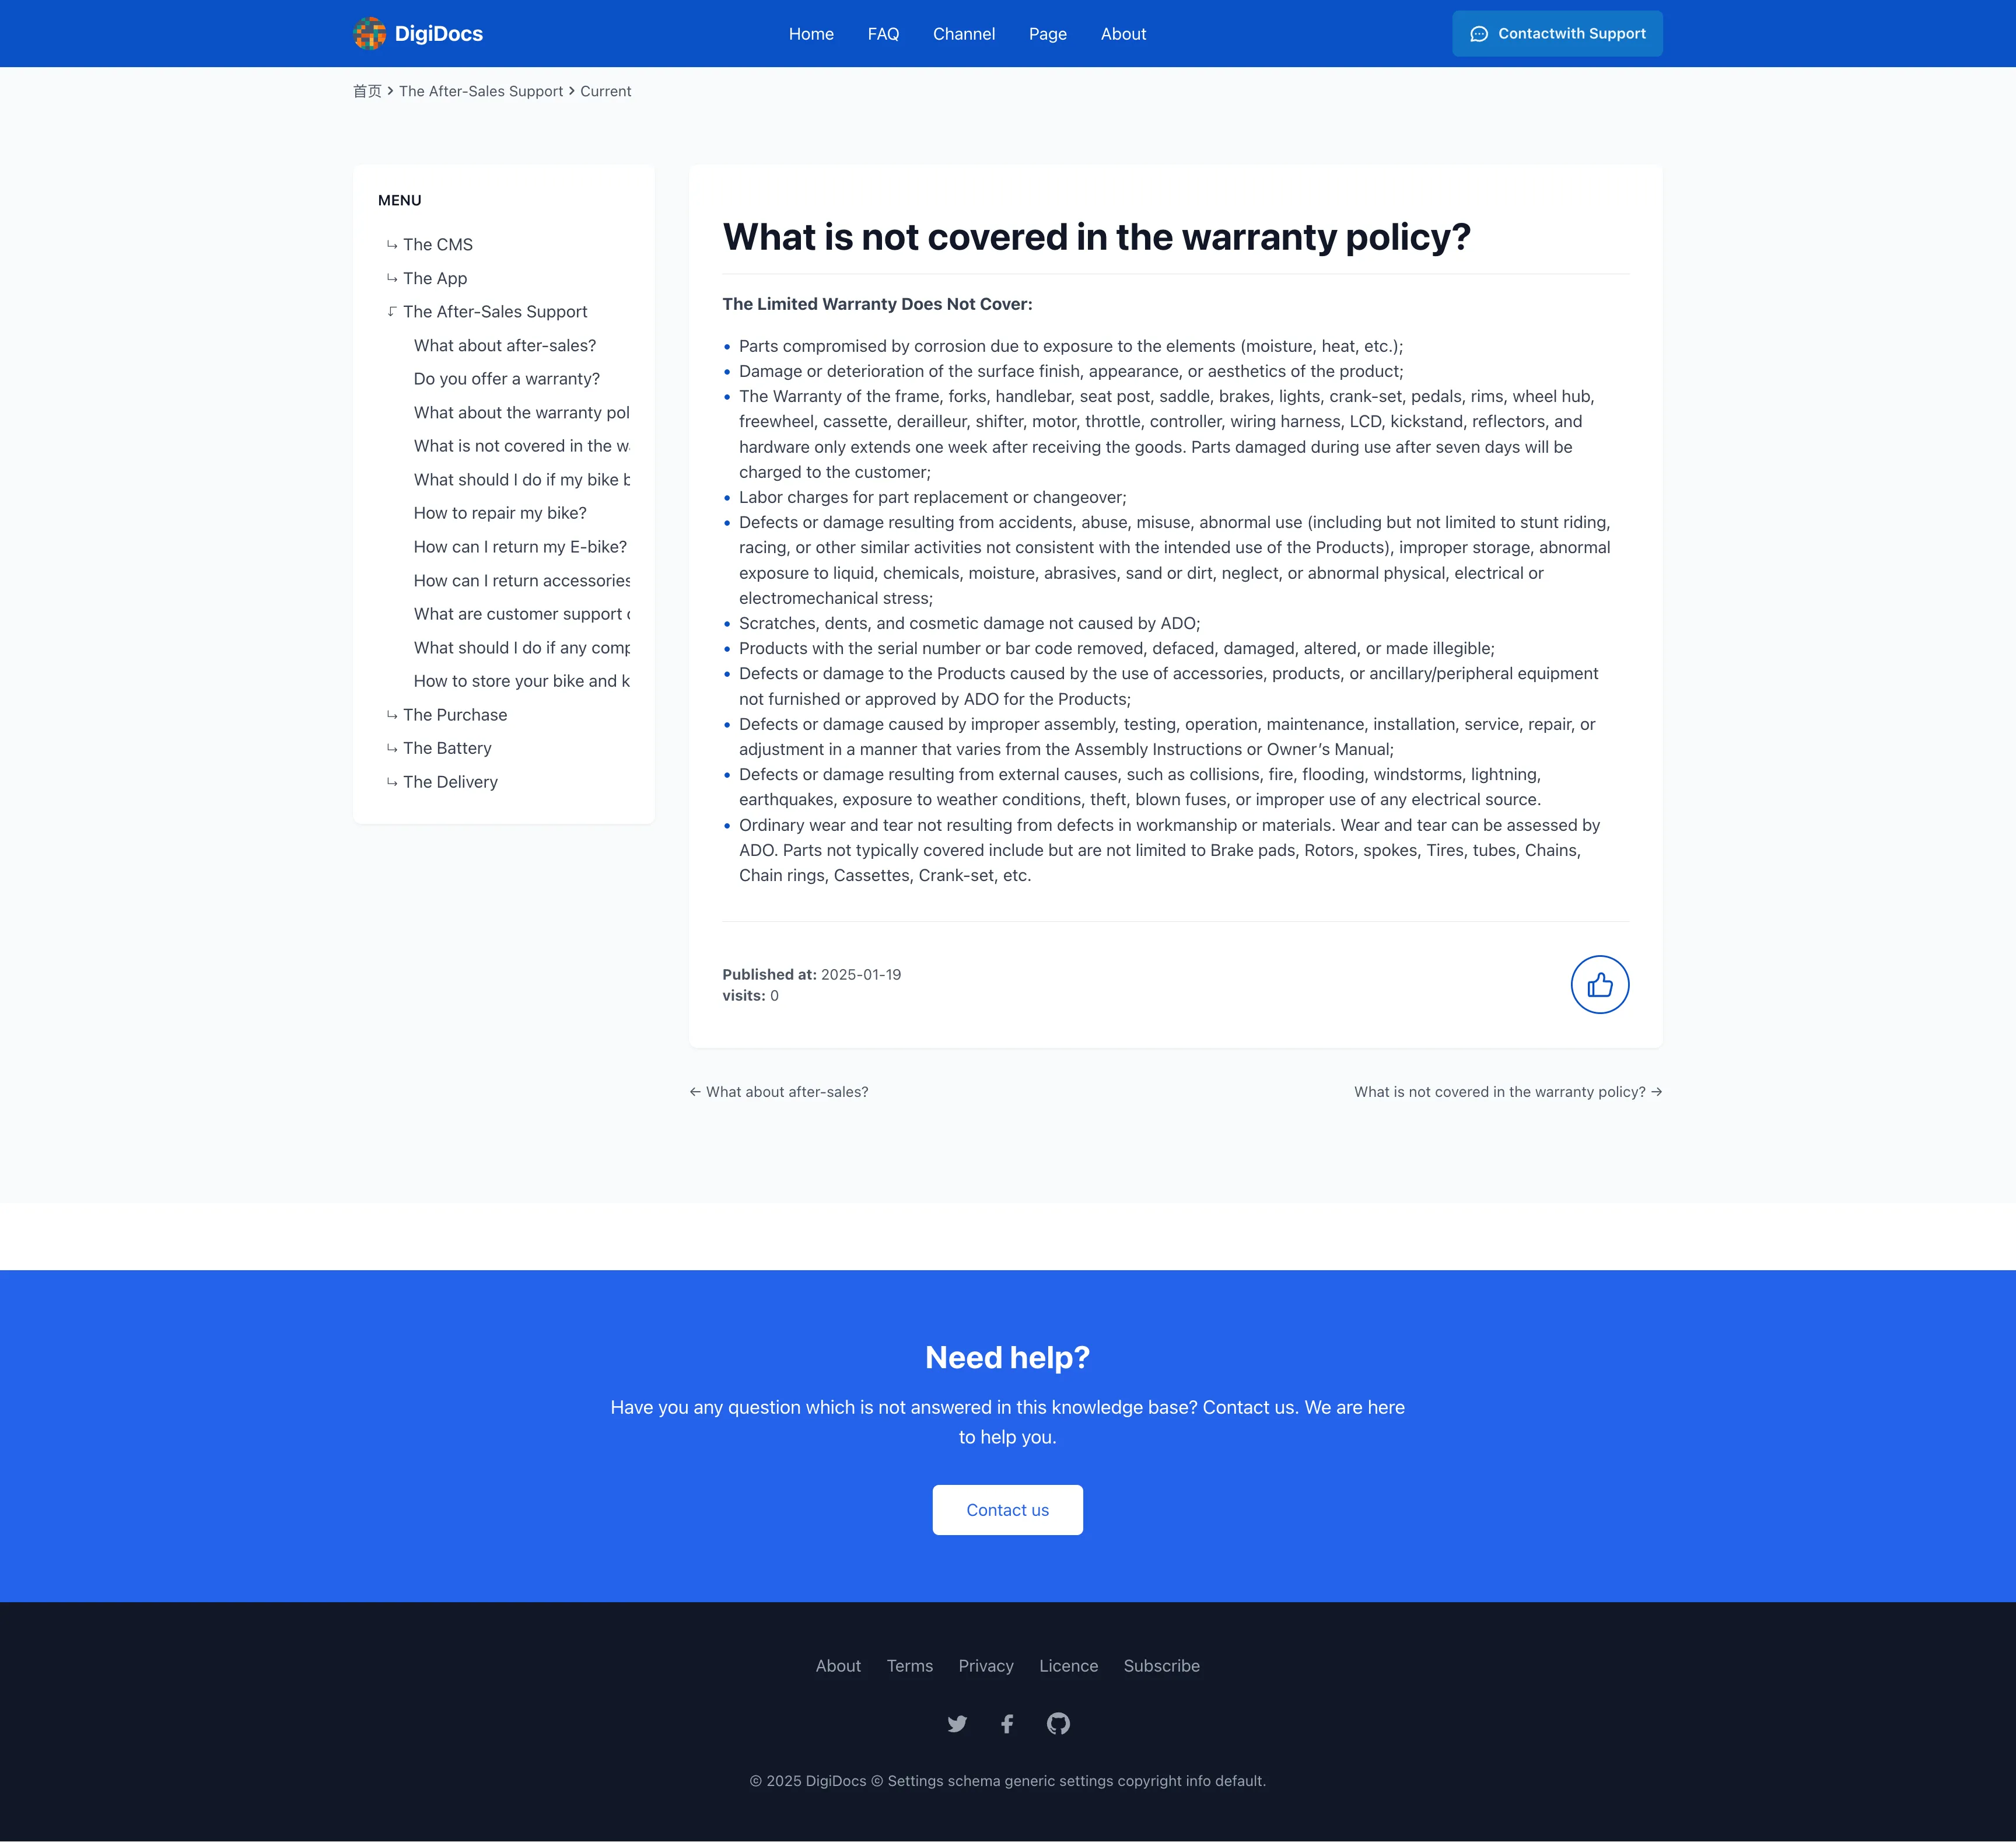 DigiDocs
Home FAQ Channel Page About
Contactwith Support
首页 > The After-Sales Support > Current
MENU
The CMS
The App
The After-Sales Support
What about after-sales?
Do you offer a warranty?
What about the warranty pol
What is not covered in the w
What should I do if my bike b
How to repair my bike?
How can I return my E-bike?
How can I return accessories
What are customer support
What should I do if any comp
How to store your bike and k
The Purchase
The Battery
The Delivery
What is not covered in the warranty policy?
The Limited Warranty Does Not Cover:
• Parts compromised by corrosion due to exposure to the elements (moisture, heat, etc.);
• Damage or deterioration of the surface finish, appearance, or aesthetics of the product;
• The Warranty of the frame, forks, handlebar, seat post, saddle, brakes, lights, crank-set, pedals, rims, wheel hub,
freewheel, cassette, derailleur, shifter, motor, throttle, controller, wiring harness, LCD, kickstand, reflectors, and
hardware only extends one week after receiving the goods. Parts damaged during use after seven days will be
charged to the customer;
• Labor charges for part replacement or changeover;
• Defects or damage resulting from accidents, abuse, misuse, abnormal use (including but not limited to stunt riding,
racing, or other similar activities not consistent with the intended use of the Products), improper storage, abnormal
exposure to liquid, chemicals, moisture, abrasives, sand or dirt, neglect, or abnormal physical, electrical or
electromechanical stress;
• Scratches, dents, and cosmetic damage not caused by ADO;
• Products with the serial number or bar code removed, defaced, damaged, altered, or made illegible;
• Defects or damage to the Products caused by the use of accessories, products, or ancillary/peripheral equipment
not furnished or approved by ADO for the Products;
• Defects or damage caused by improper assembly, testing, operation, maintenance, installation, service, repair, or
adjustment in a manner that varies from the Assembly Instructions or Owner’s Manual;
• Defects or damage resulting from external causes, such as collisions, fire, flooding, windstorms, lightning,
earthquakes, exposure to weather conditions, theft, blown fuses, or improper use of any electrical source.
• Ordinary wear and tear not resulting from defects in workmanship or materials. Wear and tear can be assessed by
ADO. Parts not typically covered include but are not limited to Brake pads, Rotors, spokes, Tires, tubes, Chains,
Chain rings, Cassettes, Crank-set, etc.
Published at: 2025-01-19
visits: 0
← What about after-sales?
What is not covered in the warranty policy? →
Need help?
Have you any question which is not answered in this knowledge base? Contact us. We are here
to help you.
Contact us
About Terms Privacy Licence Subscribe
© 2025 DigiDocs © Settings schema generic settings copyright info default.